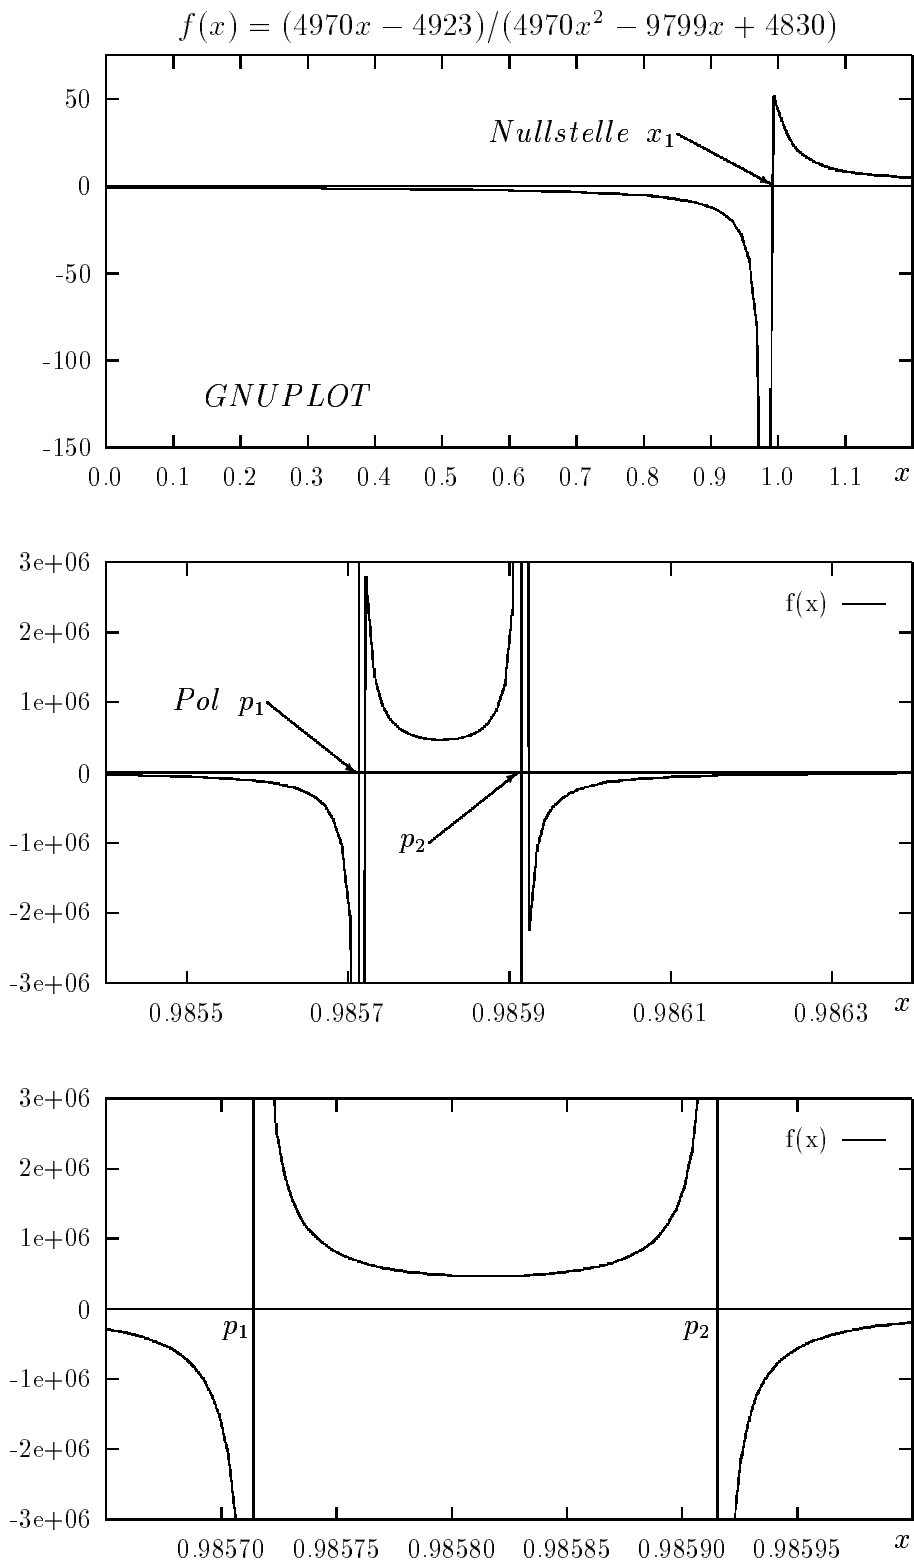 f(x) = (4970x − 4923)/(4970x² − 9799x + 4830)
50
Nullstelle x₁
0
-50
-100
GNUPLOT
-150
0.0 0.1 0.2 0.3 0.4 0.5 0.6 0.7 0.8 0.9 1.0 1.1 x
3e+06
f(x)
2e+06
1e+06
Pol p₁
0
-1e+06
p₂
-2e+06
-3e+06
0.9855 0.9857 0.9859 0.9861 0.9863 x
3e+06
f(x)
2e+06
1e+06
0
p₁ p₂
-1e+06
-2e+06
-3e+06
0.98570 0.98575 0.98580 0.98585 0.98590 0.98595 x